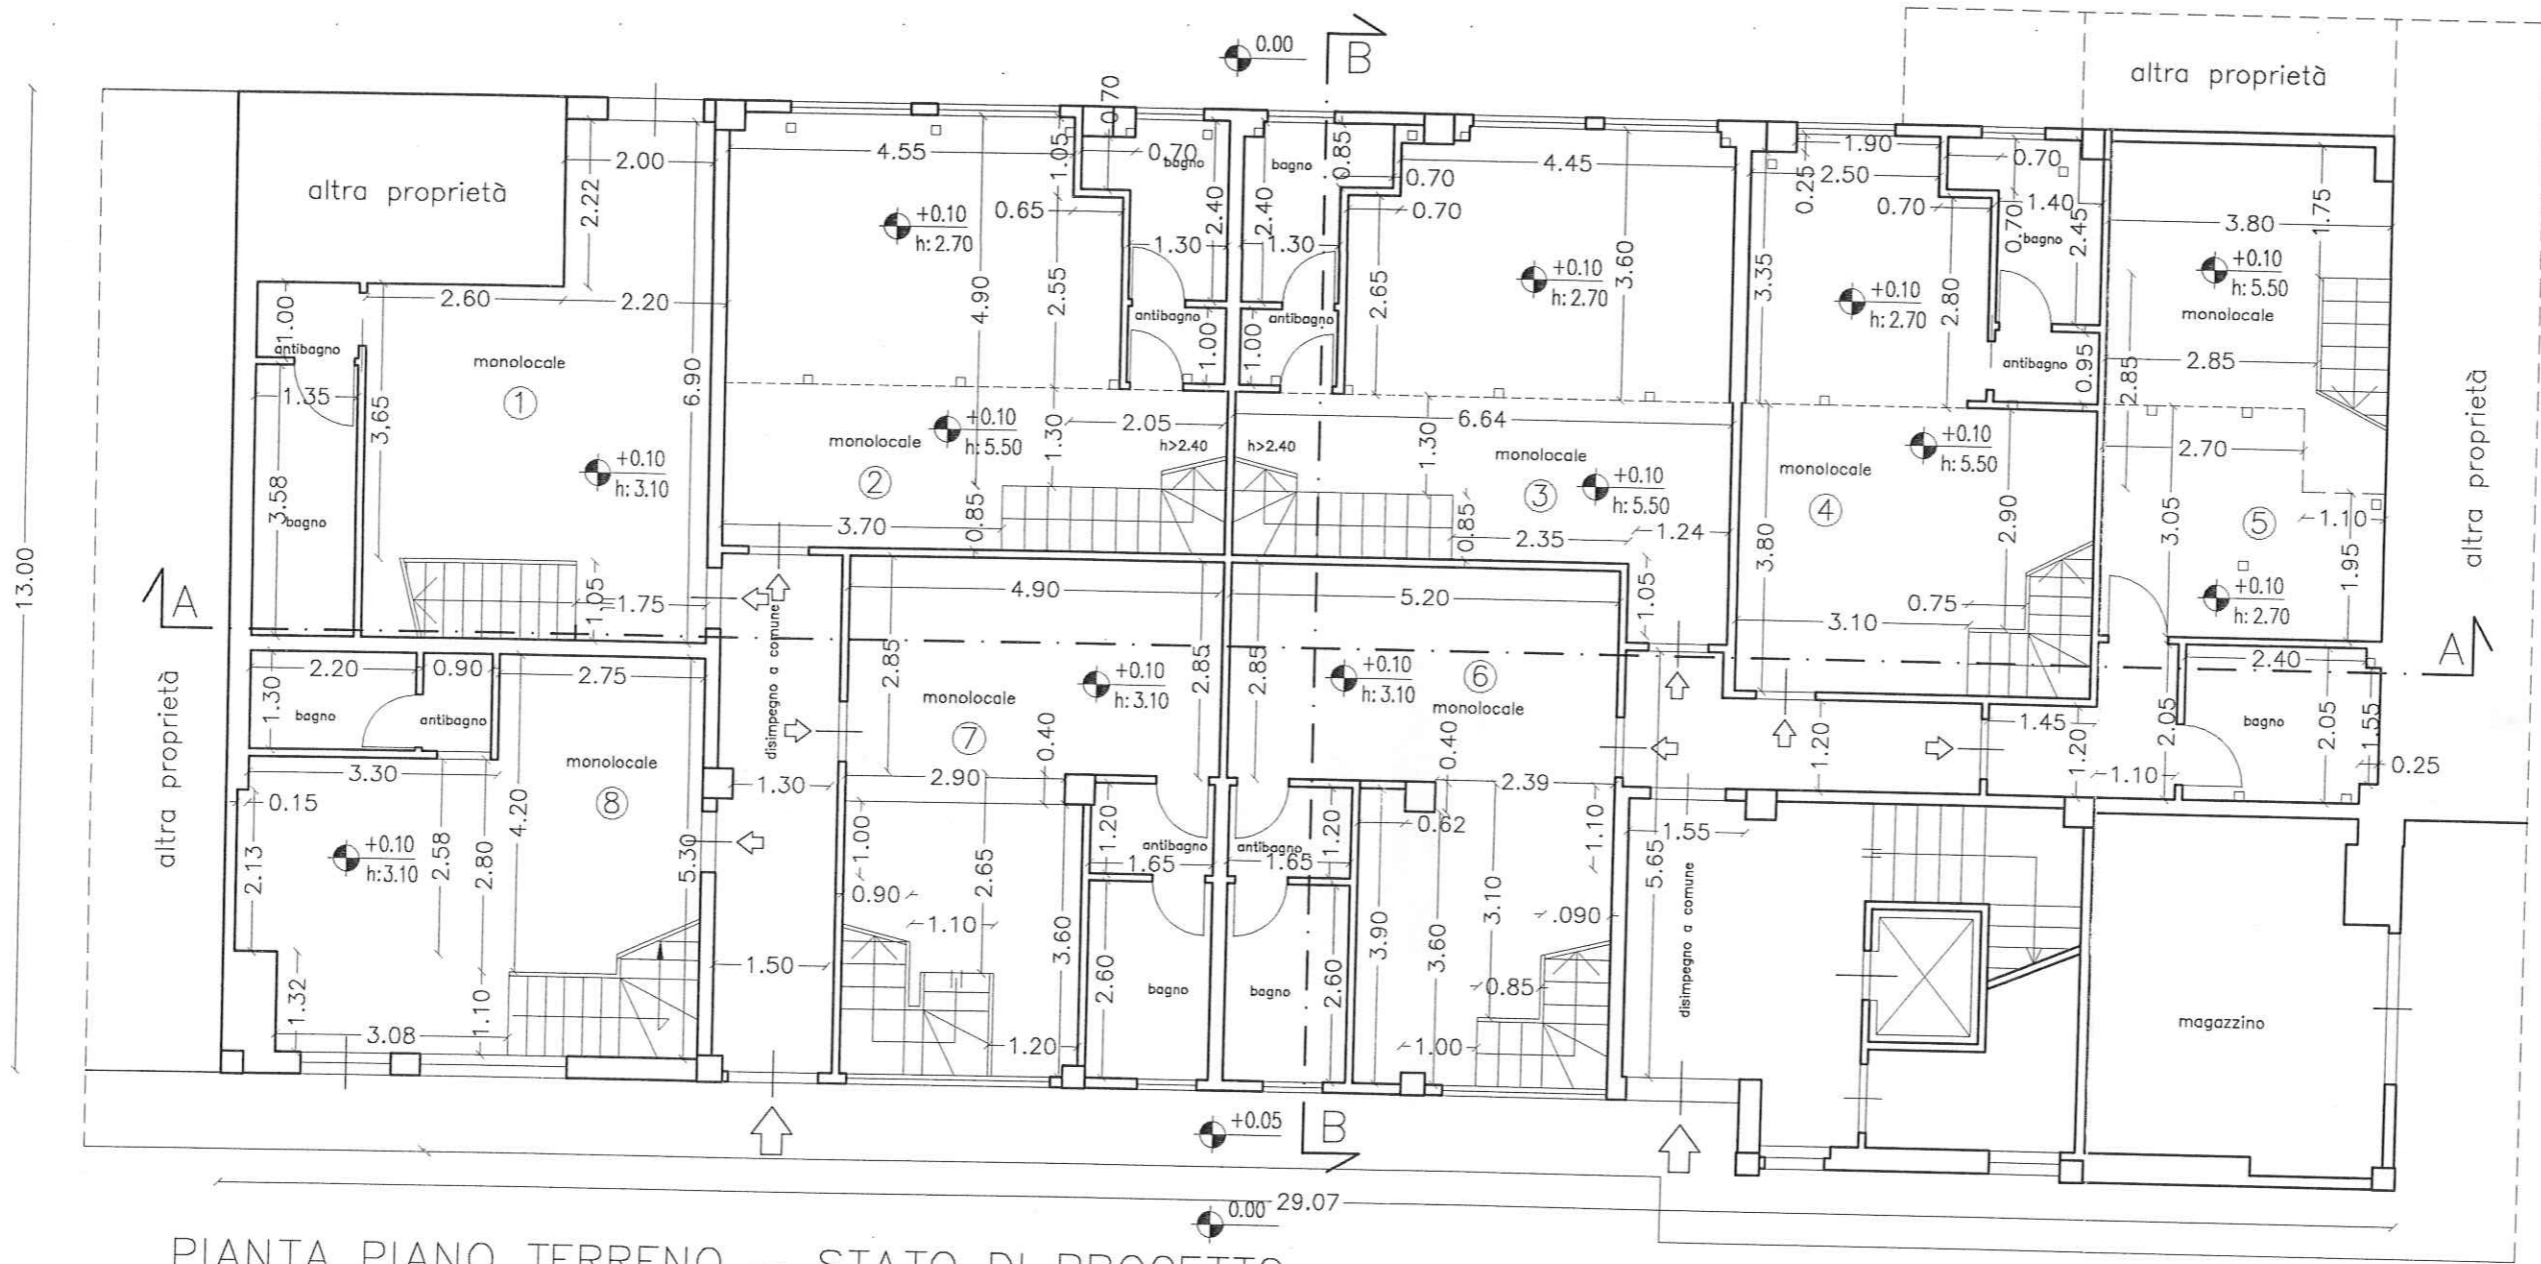 0.00
B
altra proprietà
altra proprietà
2.00
2.22
4.55
1.05
0.70
0.70
bagno
2.40
bagno
0.85
0.70
0.70
4.45
1.90
0.25
2.50
0.70
0.70
0.70
1.40
bagno
2.45
3.80
1.75
+0.10
h: 2.70
0.65
1.30
2.40
1.30
+0.10
h: 2.70
3.60
3.35
+0.10
h: 2.70
2.80
+0.10
h: 5.50
monolocale
1.00
2.60
2.20
4.90
2.55
2.65
antibagno
antibagno
1.00
1.00
antibagno
monolocale
1
1.35
3,65
6.90
antibagno
0.95
2.85
2.85
+0.10
h: 5.50
1.30
2.05
h>2.40
h>2.40
6.64
1.30
monolocale
2
monolocale
3
+0.10
h: 5.50
monolocale
4
+0.10
h: 5.50
2.70
3.05
5
1.10
1.95
altra proprietà
3.58
bagno
+0.10
h: 3.10
3.70
0.85
0.85
2.35
1.24
3.80
2.90
13.00
A
1.05
1.75
disimpegno a comune
4.90
5.20
1.05
3.10
0.75
+0.10
h: 2.70
A
altra proprietà
2.20
0.90
2.75
1.30
bagno
antibagno
2.85
monolocale
7
+0.10
h: 3.10
2.85
2.85
+0.10
h: 3.10
6
monolocale
2.40
1.45
2.05
bagno
2.05
1.55
0.25
1.20
1.20
1.10
3.30
0.15
monolocale
8
4.20
1.30
2.90
0.40
0.40
2.39
2.13
+0.10
h: 3.10
2.58
2.80
5.30
1.00
2.65
1.20
antibagno
1.65
antibagno
1.65
1.20
0.62
1.10
1.55
5.65
disimpegno a comune
0.90
1.10
3.60
3.90
3.60
3.10
.090
1.32
3.08
1.10
1.50
1.20
2.60
bagno
bagno
2.60
0.85
1.00
magazzino
+0.05
B
29.07
0.00
PIANTA PIANO TERRENO - STATO DI PROGETTO